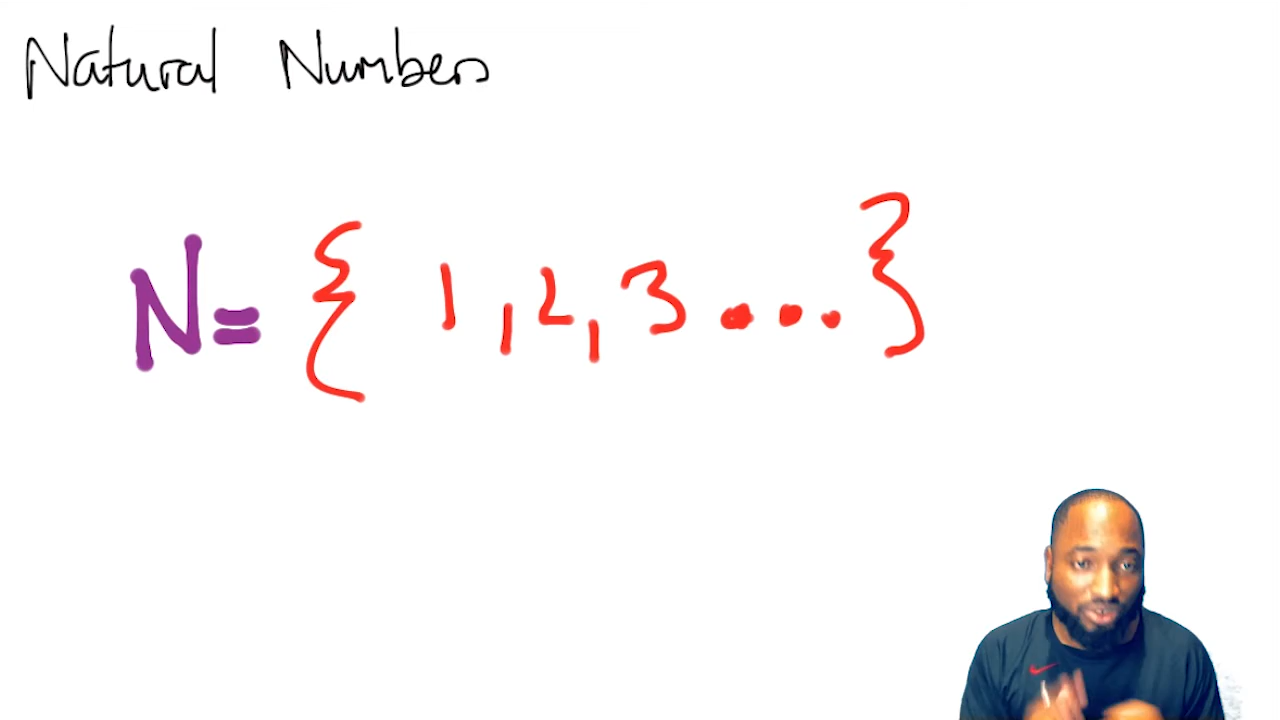 Natural Numbers
N= { 1, 2, 3 ... }